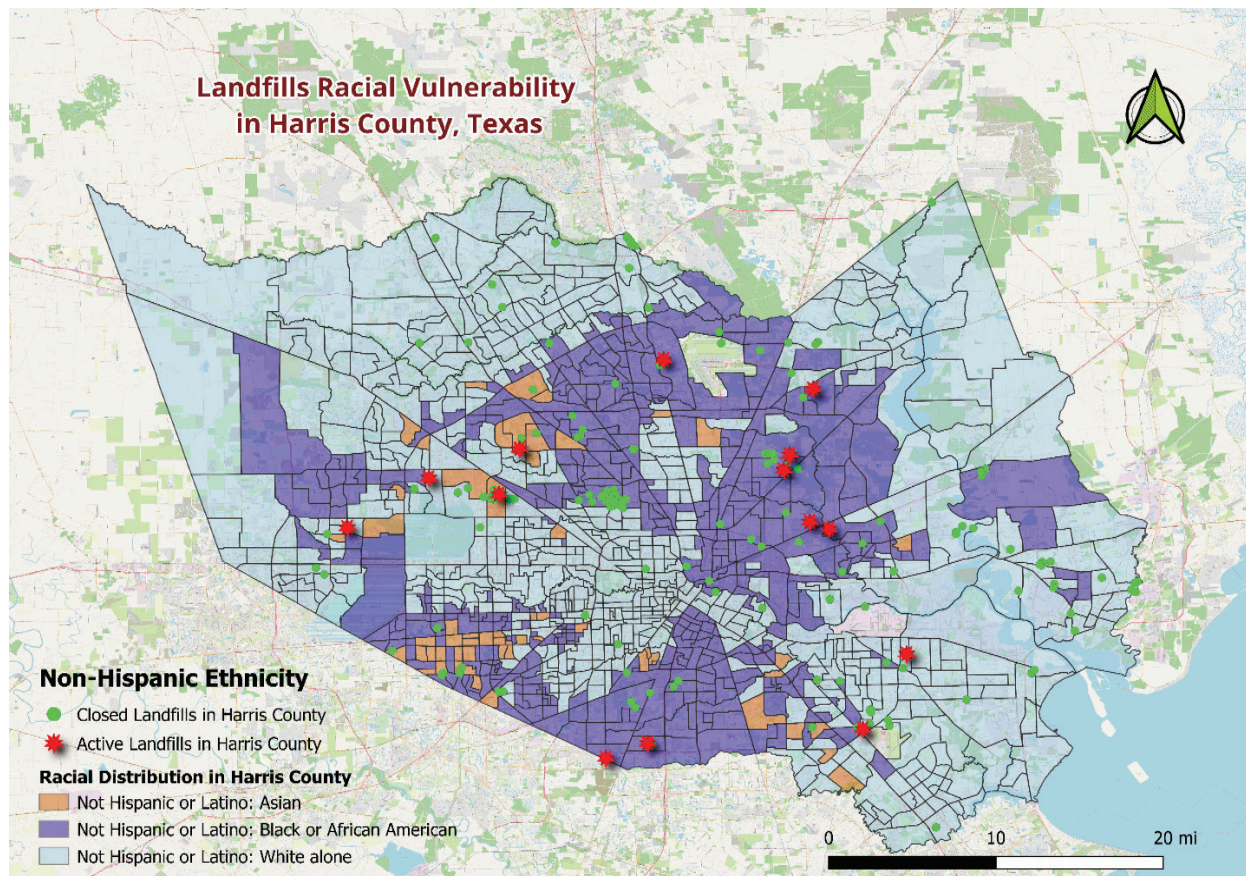 Landfills Racial Vulnerability
in Harris County, Texas
Non-Hispanic Ethnicity
Closed Landfills in Harris County
Active Landfills in Harris County
Racial Distribution in Harris County
Not Hispanic or Latino: Asian
Not Hispanic or Latino: Black or African American
Not Hispanic or Latino: White alone
0 10 20 mi